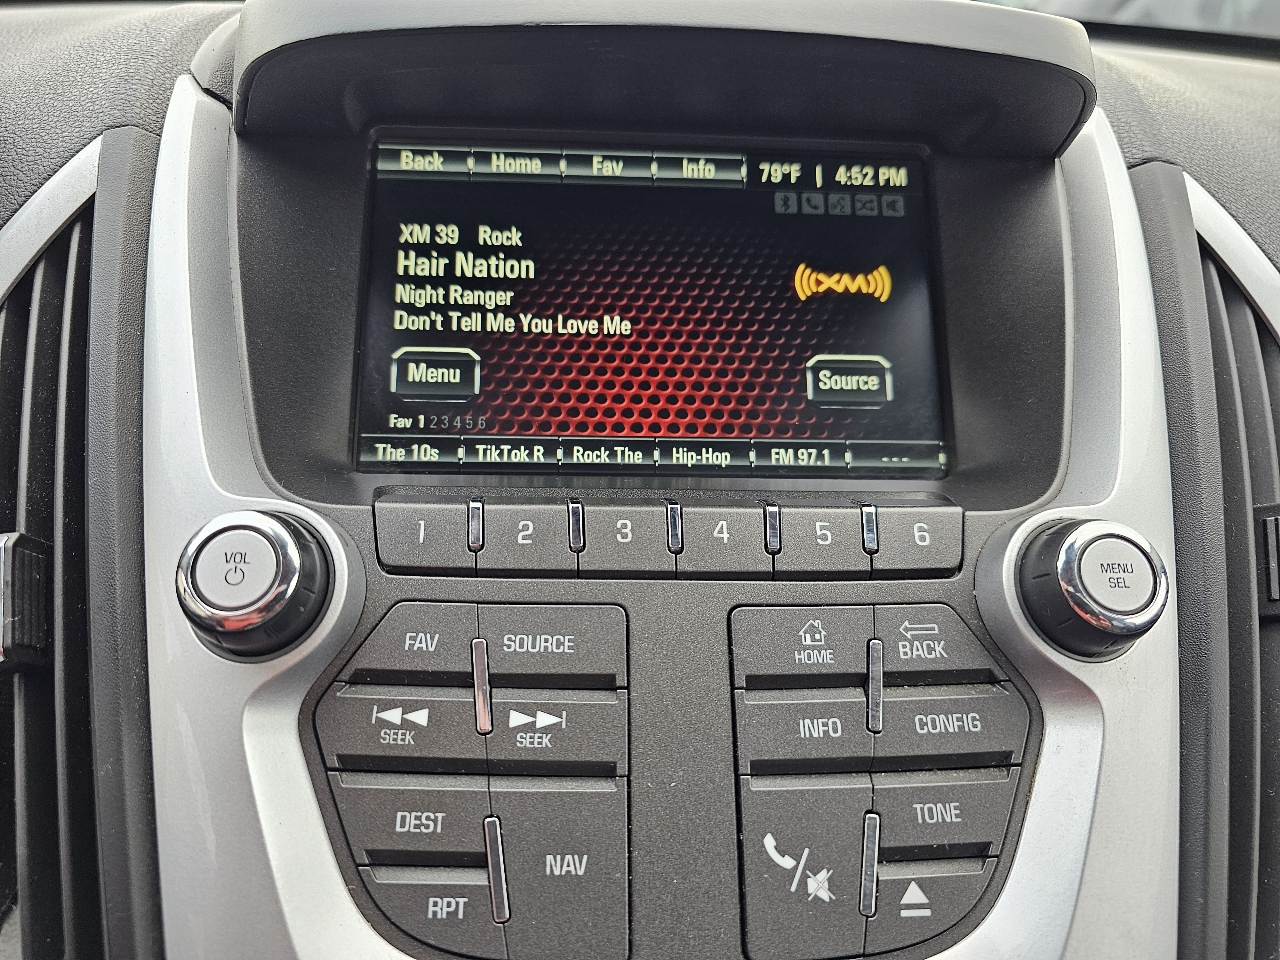 Back Home Fav Info 79°F | 4:52 PM
XM 39 Rock
Hair Nation
Night Ranger
Don't Tell Me You Love Me
XM
Menu
Source
Fav 1 2 3 4 5 6
The 10s TikTok R Rock The Hip-Hop FM 97.1 ---
1 2 3 4 5 6
VOL
MENU
SEL
FAV SOURCE
HOME
BACK
SEEK
SEEK
INFO CONFIG
DEST
NAV
TONE
RPT